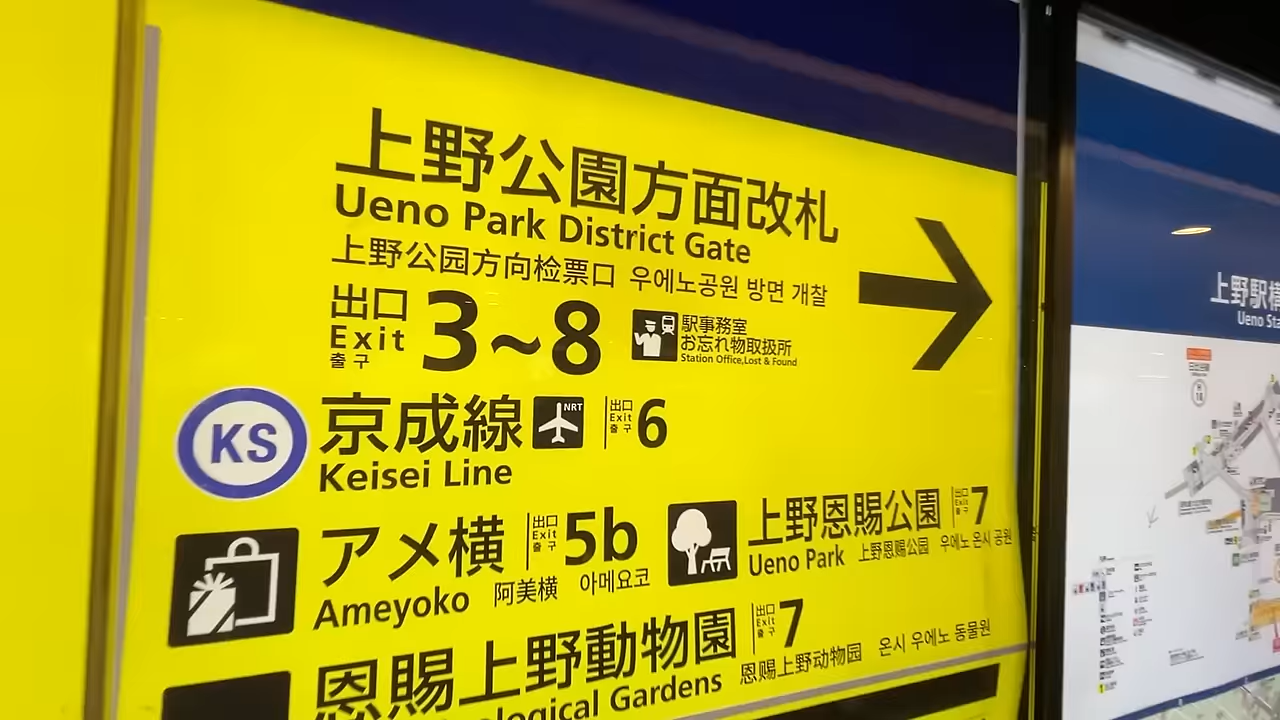 上野公園方面改札
Ueno Park District Gate
上野公园方向检票口 우에노공원 방면 개찰
出口 Exit 출구 3~8
駅事務室
お忘れ物取扱所
Station Office,Lost & Found
KS 京成線 NRT 出口 Exit 출구 6
Keisei Line
アメ横 出口 Exit 출구 5b
Ameyoko 阿美横 아메요코
上野恩賜公園 出口 Exit 출구 7
Ueno Park 上野恩赐公园 우에노 온시 공원
恩賜上野動物園 出口 Exit 출구 7
Gardens 恩赐上野动物园 온시 우에노 동물원
上野駅構
Ueno